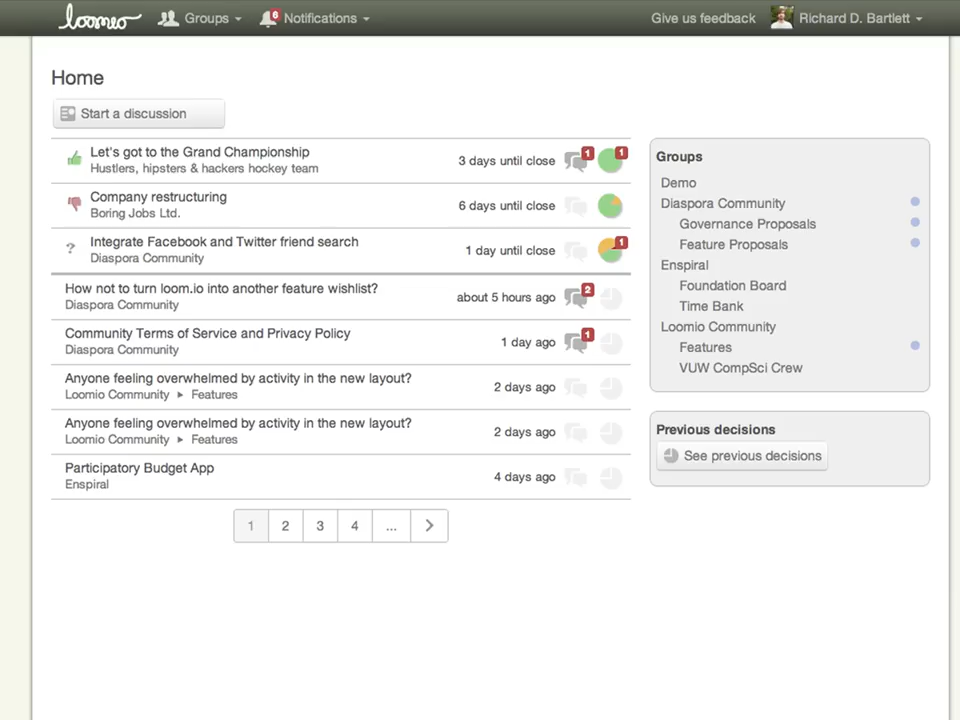 loomio Groups 6 Notifications Give us feedback Richard D. Bartlett
Home
Start a discussion
Let's got to the Grand Championship
Hustlers, hipsters & hackers hockey team
3 days until close 1 1
Company restructuring
Boring Jobs Ltd.
6 days until close
? Integrate Facebook and Twitter friend search
Diaspora Community
1 day until close 1
How not to turn loom.io into another feature wishlist?
Diaspora Community
about 5 hours ago 2
Community Terms of Service and Privacy Policy
Diaspora Community
1 day ago 1
Anyone feeling overwhelmed by activity in the new layout?
Loomio Community ▸ Features
2 days ago
Anyone feeling overwhelmed by activity in the new layout?
Loomio Community ▸ Features
2 days ago
Participatory Budget App
Enspiral
4 days ago
1 2 3 4 ... >
Groups
Demo
Diaspora Community
Governance Proposals
Feature Proposals
Enspiral
Foundation Board
Time Bank
Loomio Community
Features
VUW CompSci Crew
Previous decisions
See previous decisions